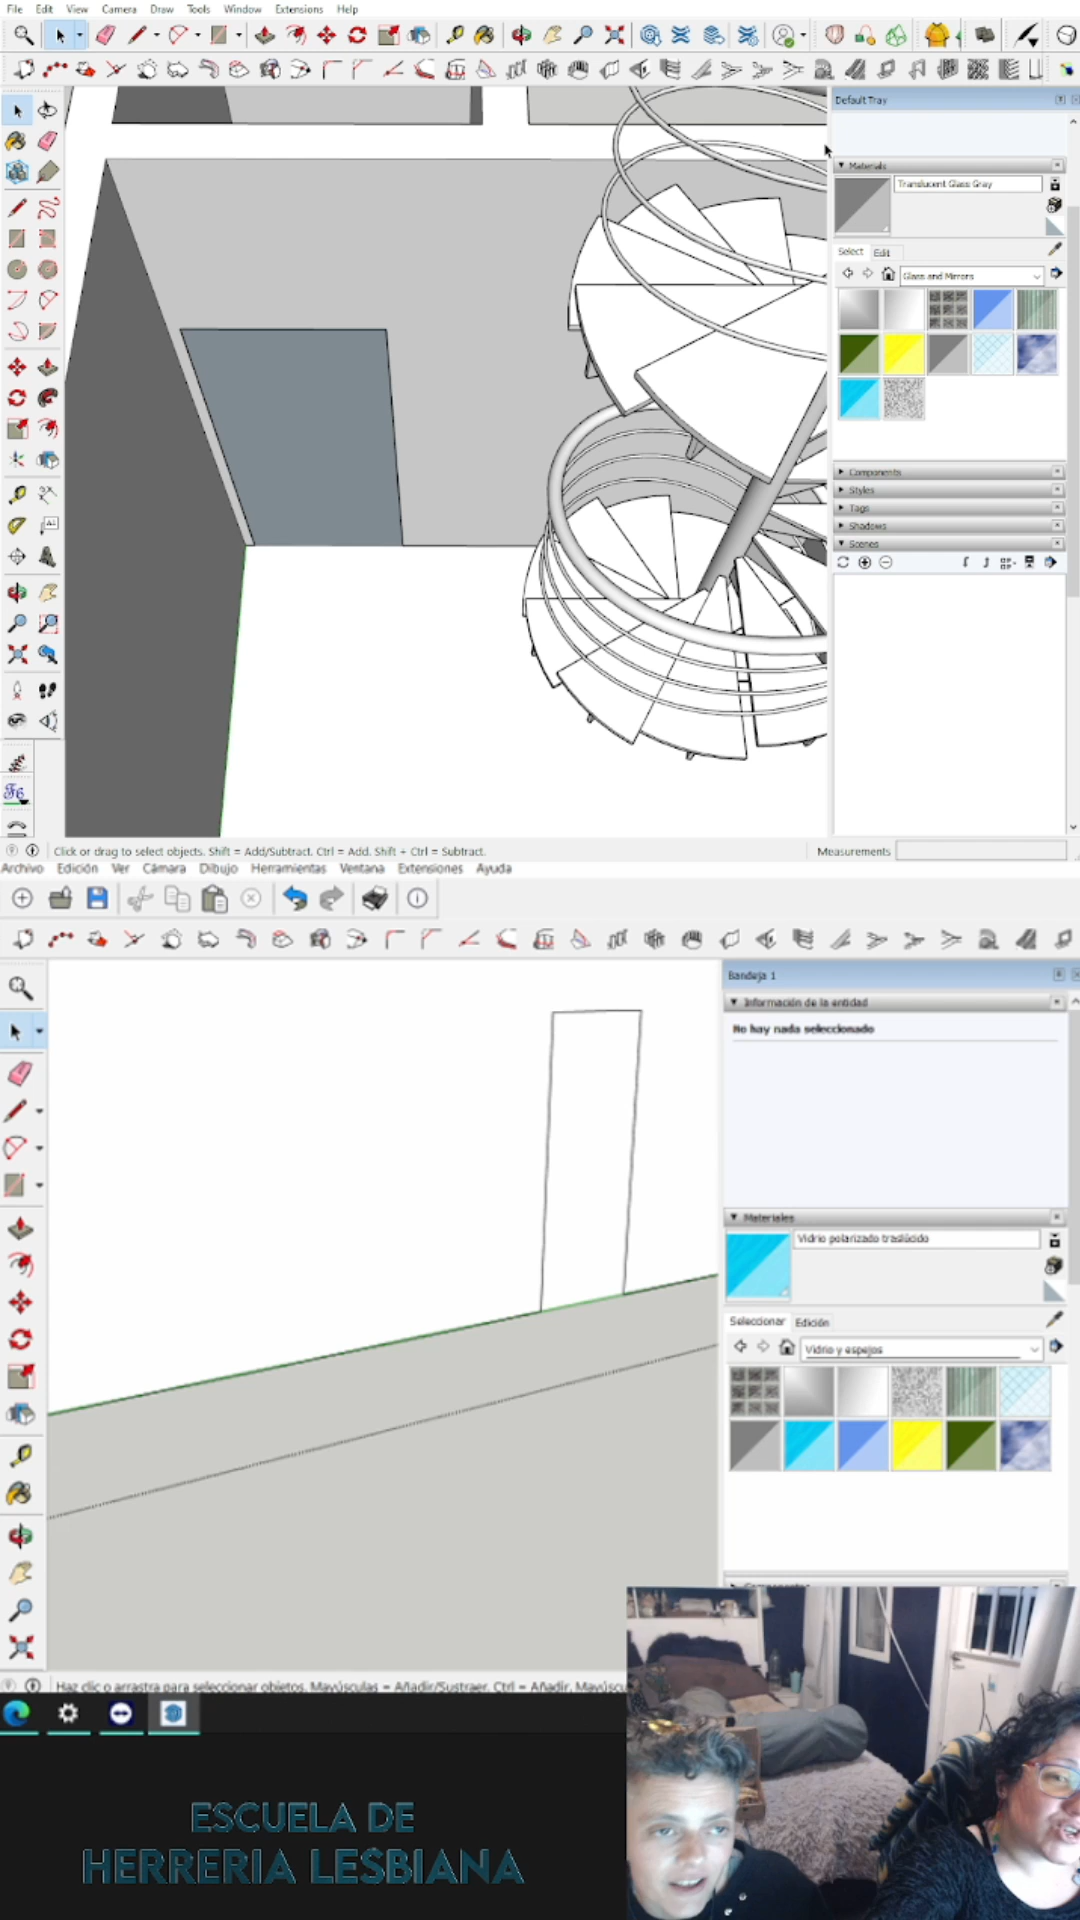 File Edit View Camera Draw Tools Window Extensions Help
Default Tray
Materials
Translucent Glass Gray
Select Edit
Glass and Mirrors
Components
Styles
Tags
Shadows
Scenes
Click or drag to select objects. Shift = Add/Subtract. Ctrl = Add. Shift + Ctrl = Subtract.
Measurements
Archivo Edición Ver Cámara Dibujo Herramientas Ventana Extensiones Ayuda
Bandeja 1
Información de la entidad
No hay nada seleccionado
Materiales
Vidrio polarizado traslúcido
Seleccionar Edición
Vidrio y espejos
Haz clic o arrastra para seleccionar objetos. Mayúsculas = Añadir/Sustraer. Ctrl = Añadir. Mayúscu
ESCUELA DE
HERRERIA LESBIANA